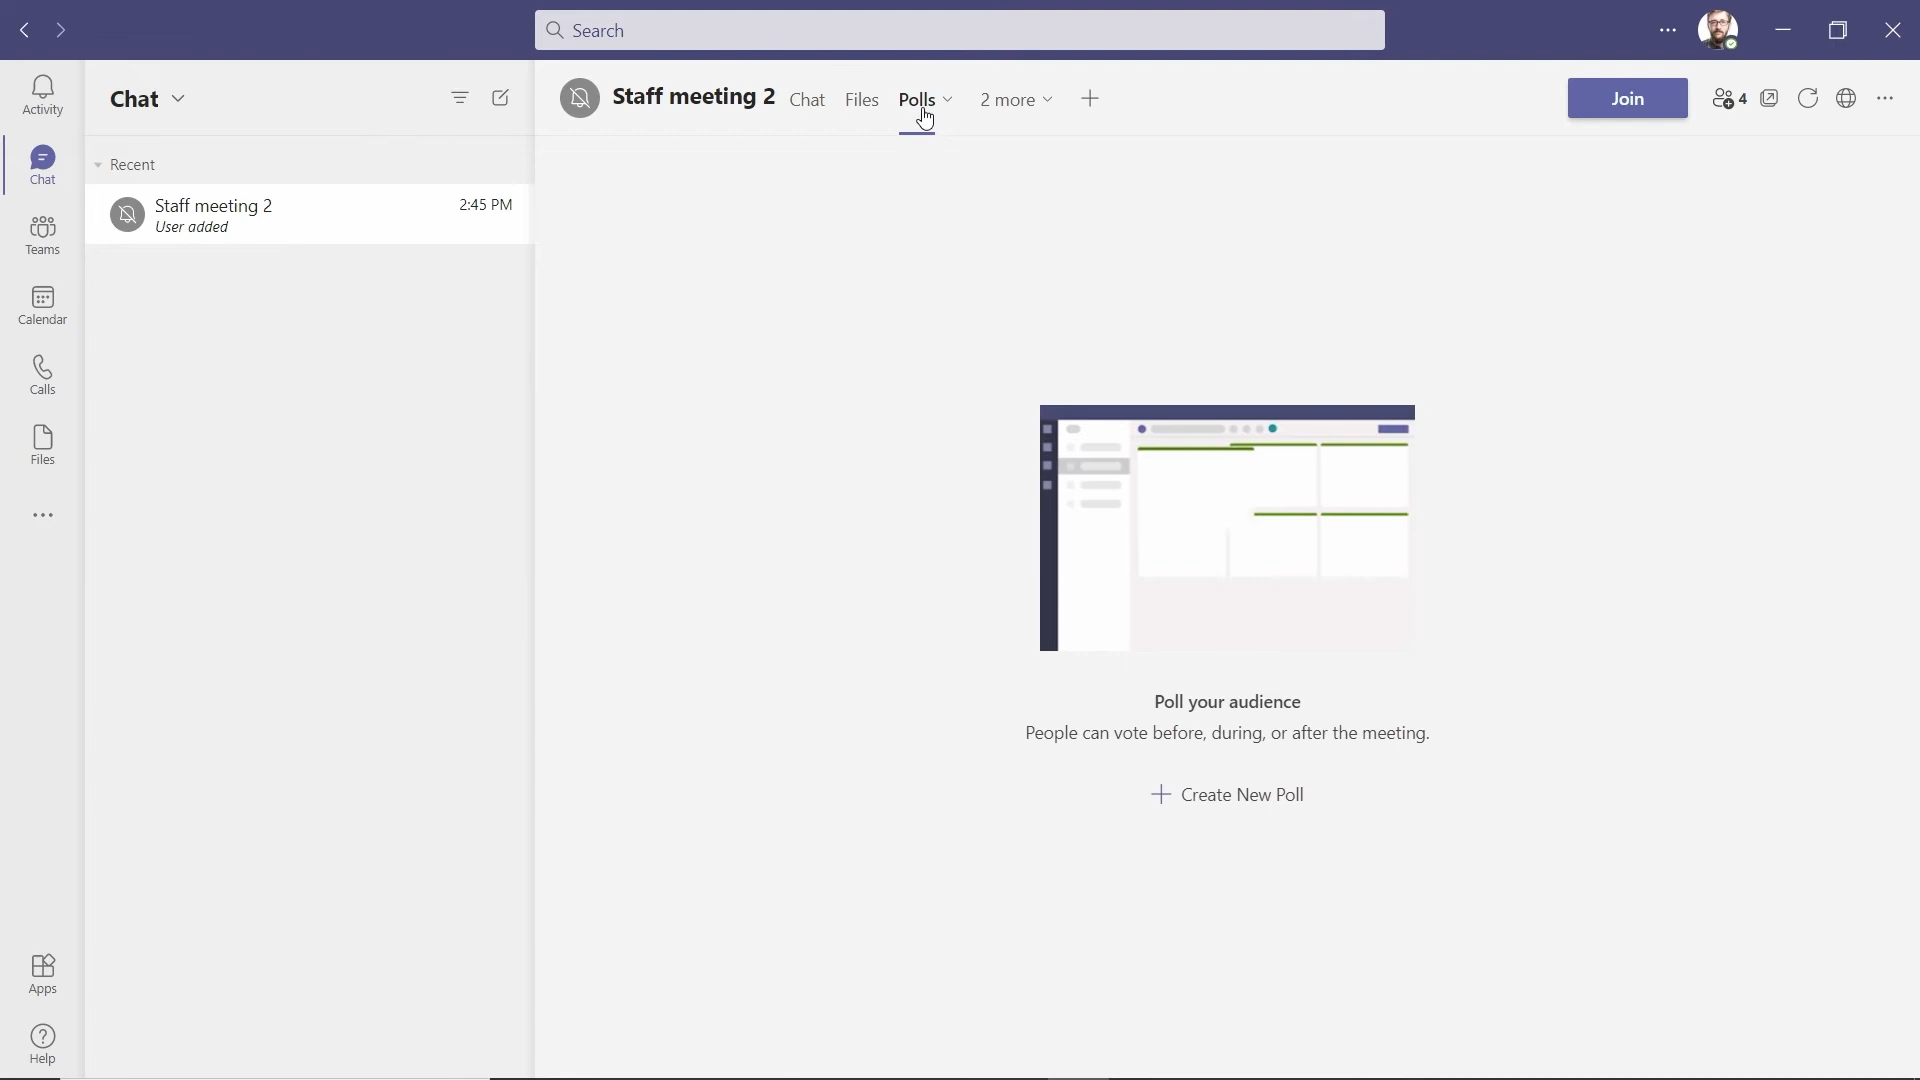 Search
Activity
Chat
Teams
Calendar
Calls
Files
Apps
Help
Chat
Recent
Staff meeting 2
2:45 PM
User added
Staff meeting 2 Chat Files Polls 2 more
Join
4
Poll your audience
People can vote before, during, or after the meeting.
Create New Poll